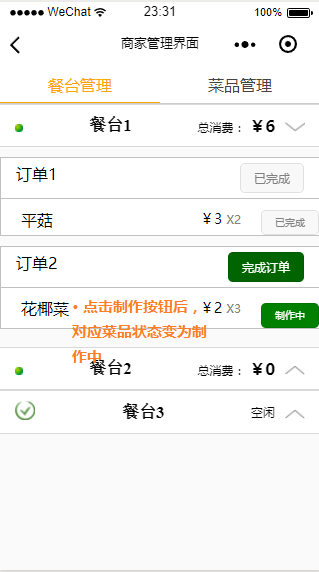 ●●●●● WeChat 23:31 100%
商家管理界面
餐台管理 菜品管理
餐台1 总消费： ￥6
订单1 已完成
平菇 ￥3 X2 已完成
订单2 完成订单
花椰菜 ￥2 X3 制作中
• 点击制作按钮后，
对应菜品状态变为制
作中
餐台2 总消费： ￥0
餐台3 空闲